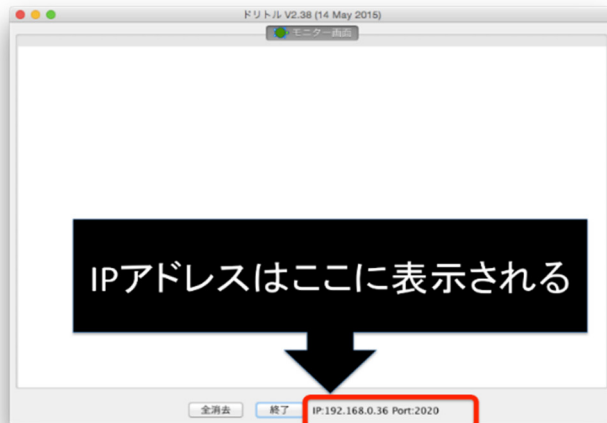 ドリトル V2.38 (14 May 2015)
モニター画面
IPアドレスはここに表示される
全消去 終了 IP:192.168.0.36 Port:2020